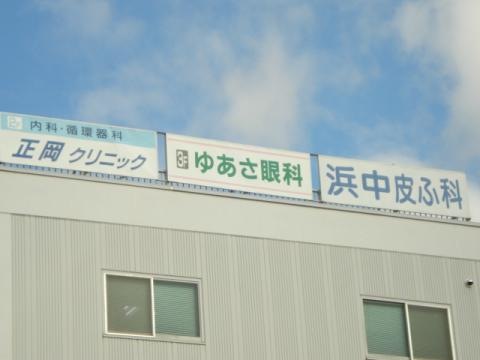 内科・循環器科
正岡 クリニック
3F ゆあさ眼科
浜中皮ふ科